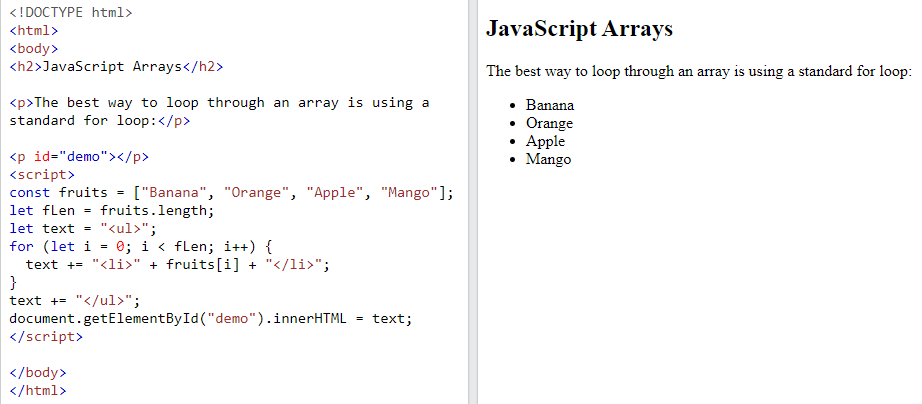 <!DOCTYPE html>
<html>
<body>
<h2>JavaScript Arrays</h2>
<p>The best way to loop through an array is using a
standard for loop:</p>
<p id="demo"></p>
<script>
const fruits = ["Banana", "Orange", "Apple", "Mango"];
let fLen = fruits.length;
let text = "<ul>";
for (let i = 0; i < fLen; i++) {
  text += "<li>" + fruits[i] + "</li>";
}
text += "</ul>";
document.getElementById("demo").innerHTML = text;
</script>
</body>
</html>
JavaScript Arrays
The best way to loop through an array is using a standard for loop:
• Banana
• Orange
• Apple
• Mango